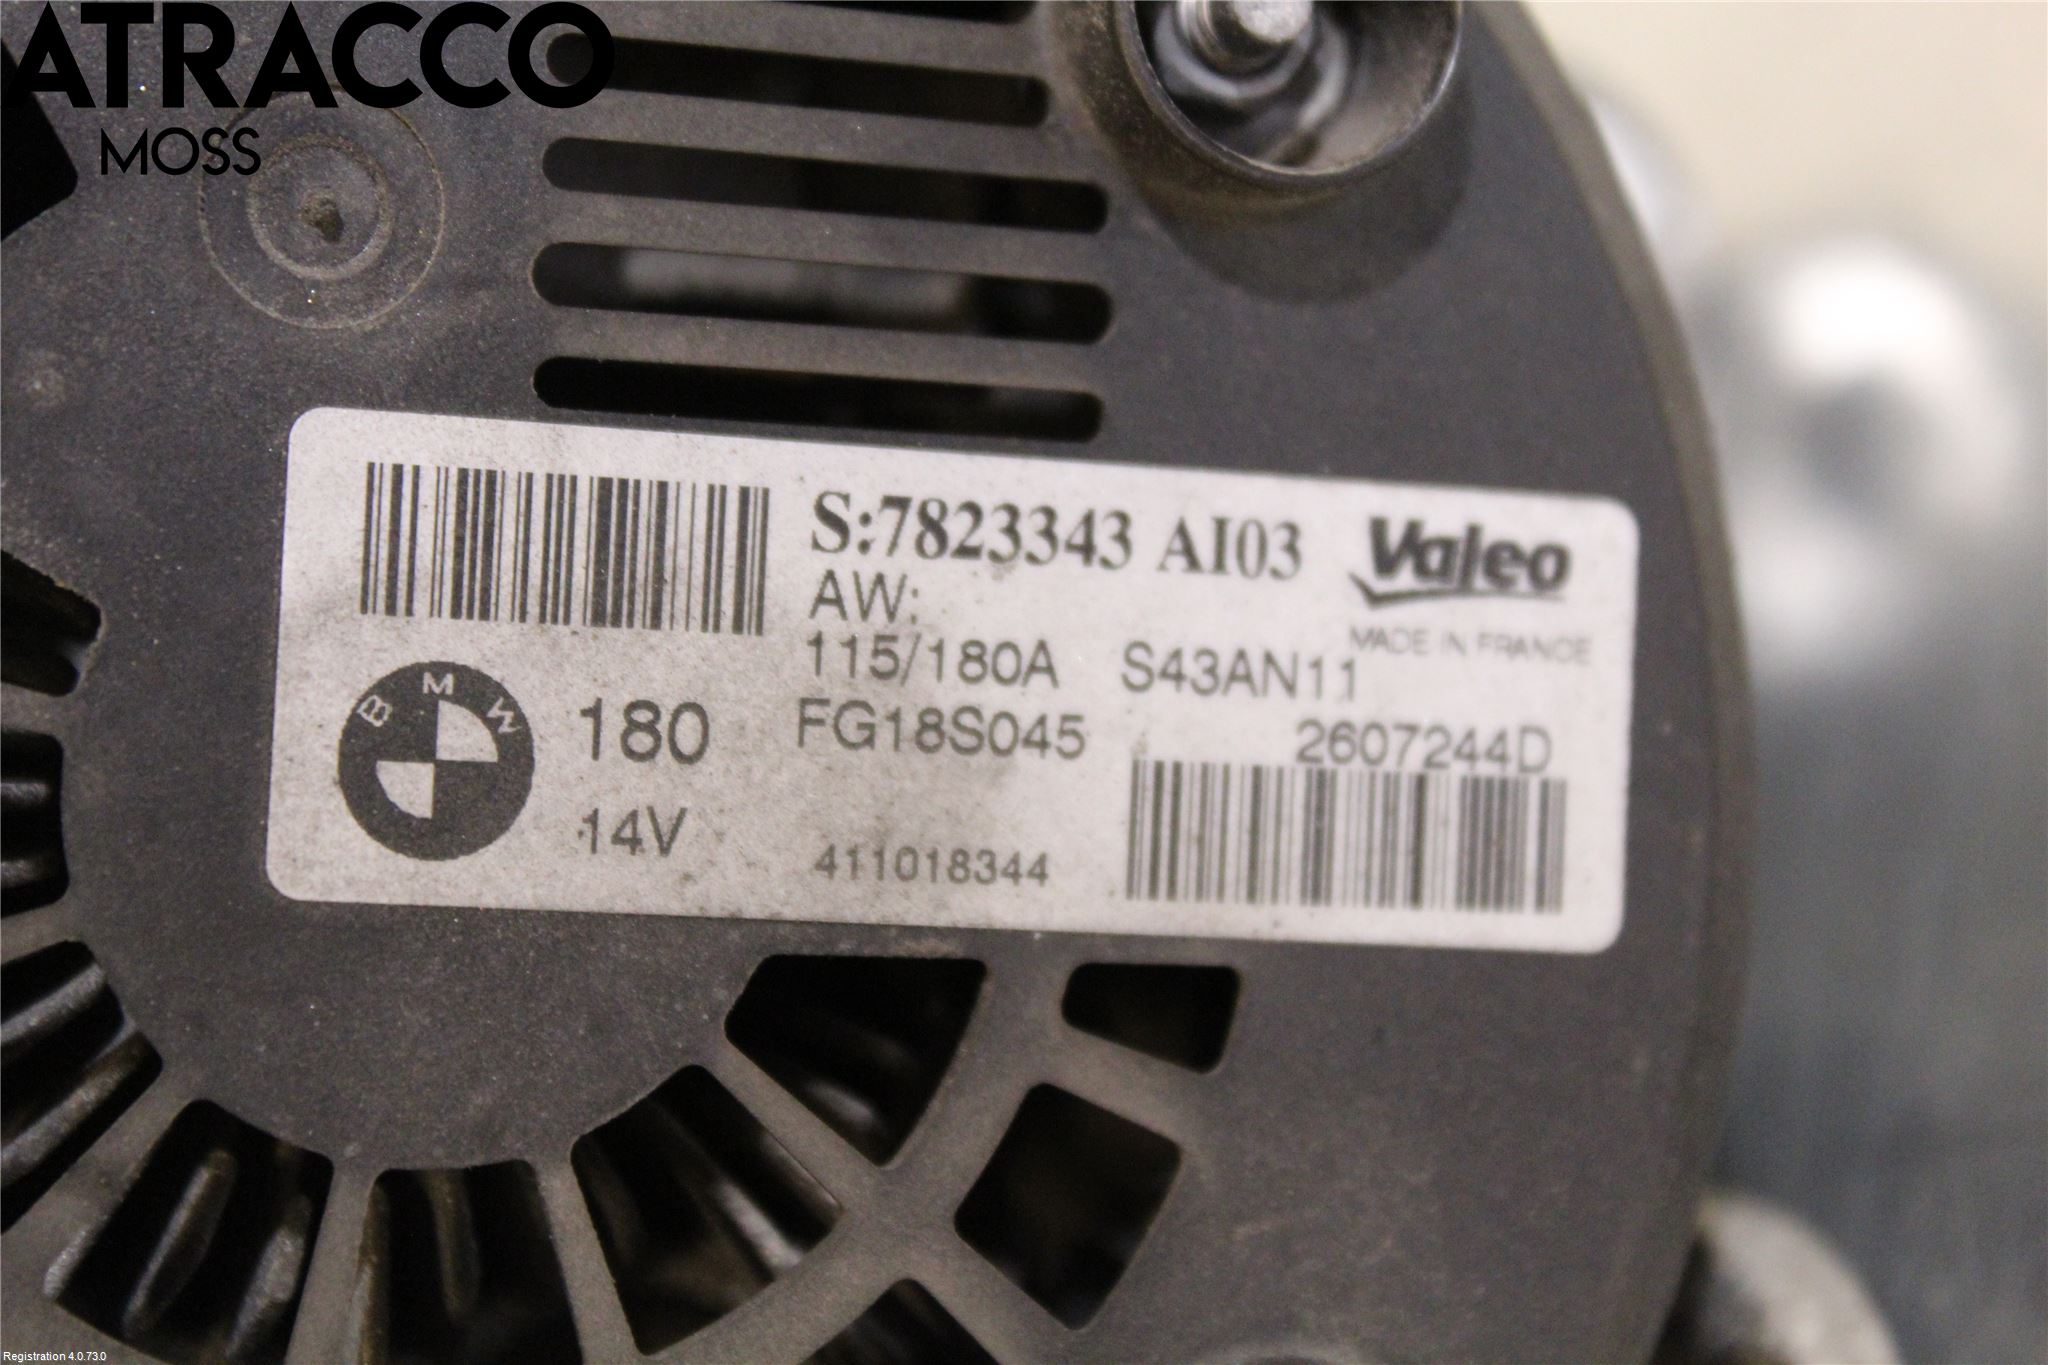 ATRACCO
MOSS
S:7823343 AI03
Valeo
AW:
MADE IN FRANCE
115/180A S43AN11
BMW
180
FG18S045
2607244D
14V
411018344
Registration 4.0.73.0